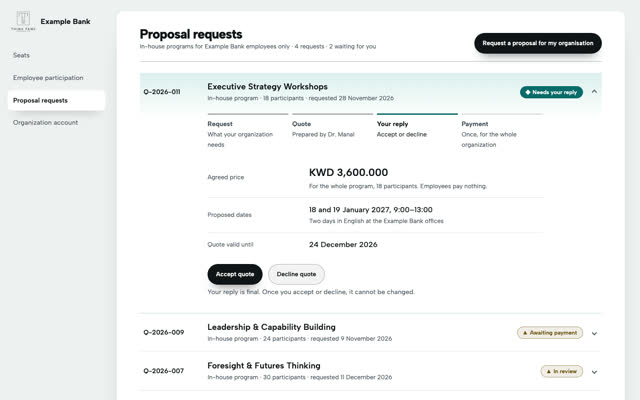 THINK FENS
Example Bank
Seats
Employee participation
Proposal requests
Organization account
Proposal requests
In-house programs for Example Bank employees only · 4 requests · 2 waiting for you
Request a proposal for my organisation
Q-2026-011
Executive Strategy Workshops
In-house program · 18 participants · requested 28 November 2026
Needs your reply
Request
What your organization needs
Quote
Prepared by Dr. Manal
Your reply
Accept or decline
Payment
Once, for the whole organization
Agreed price
KWD 3,600.000
For the whole program, 18 participants. Employees pay nothing.
Proposed dates
18 and 19 January 2027, 9:00–13:00
Two days in English at the Example Bank offices
Quote valid until
24 December 2026
Accept quote
Decline quote
Your reply is final. Once you accept or decline, it cannot be changed.
Q-2026-009
Leadership & Capability Building
In-house program · 24 participants · requested 9 November 2026
Awaiting payment
Q-2026-007
Foresight & Futures Thinking
In-house program · 30 participants · requested 11 December 2026
In review